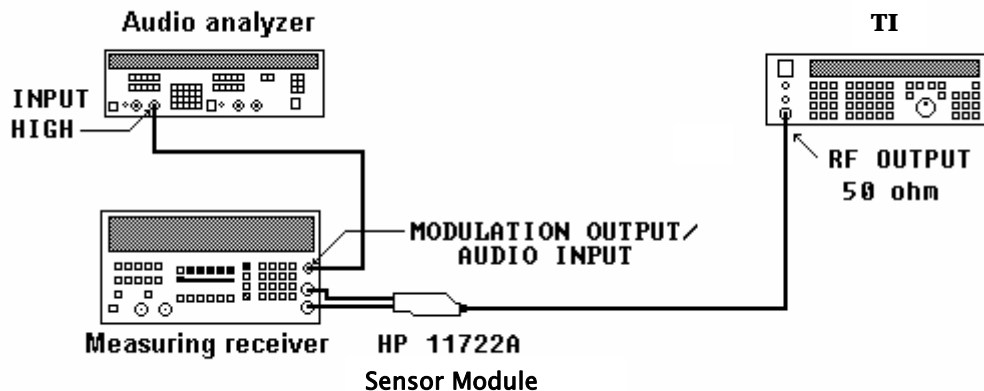 Audio analyzer
TI
INPUT
HIGH
RF OUTPUT
50 ohm
MODULATION OUTPUT/
AUDIO INPUT
Measuring receiver
HP 11722A
Sensor Module